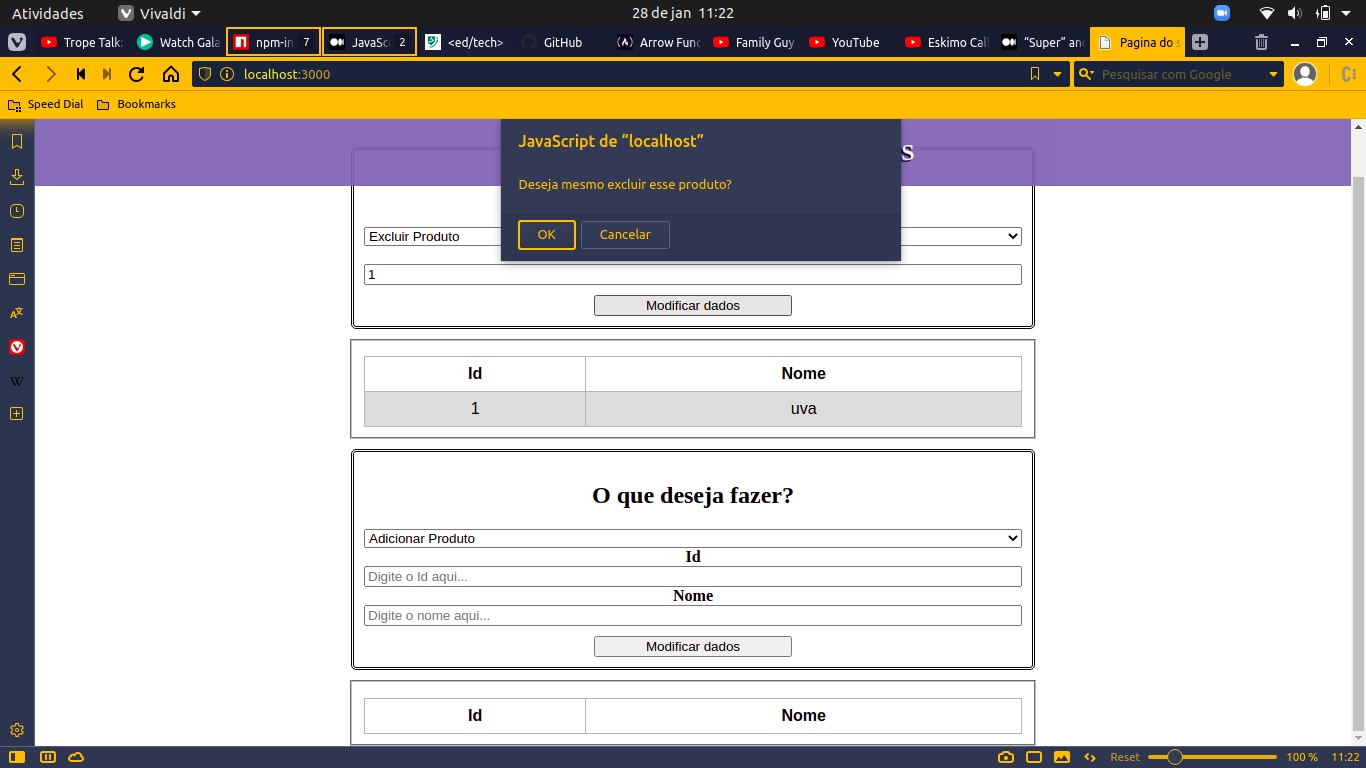 Atividades Vivaldi 28 de jan 11:22
Trope Talk: Watch Gala npm-in 7 JavaSc 2 <ed/tech> GitHub Arrow Func Family Guy YouTube Eskimo Call “Super” and Pagina do s
localhost:3000 Pesquisar com Google
Speed Dial Bookmarks
JavaScript de “localhost”
Deseja mesmo excluir esse produto?
OK Cancelar
S
Excluir Produto
1
Modificar dados
Id Nome
1 uva
O que deseja fazer?
Adicionar Produto
Id
Digite o Id aqui...
Nome
Digite o nome aqui...
Modificar dados
Id Nome
Reset 100 % 11:22